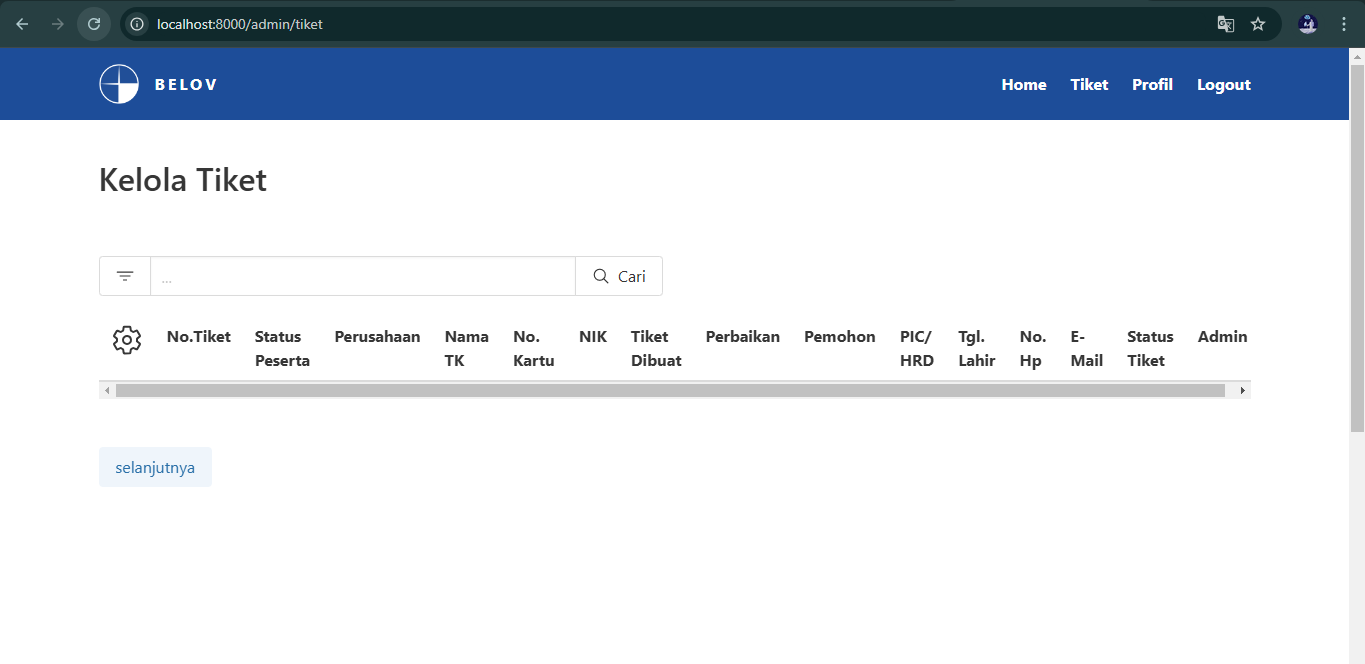 localhost:8000/admin/tiket
BELOV
Home Tiket Profil Logout
Kelola Tiket
...
Cari
No.Tiket Status Peserta Perusahaan Nama TK No. Kartu NIK Tiket Dibuat Perbaikan Pemohon PIC/ HRD Tgl. Lahir No. Hp E-Mail Status Tiket Admin
selanjutnya